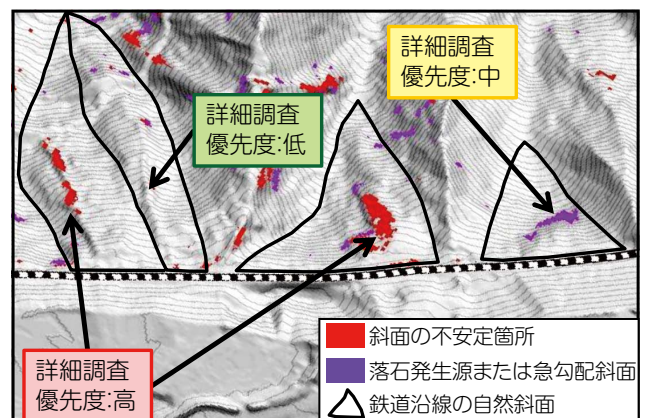 詳細調査
優先度:中
詳細調査
優先度:低
詳細調査
優先度:高
斜面の不安定箇所
落石発生源または急勾配斜面
鉄道沿線の自然斜面